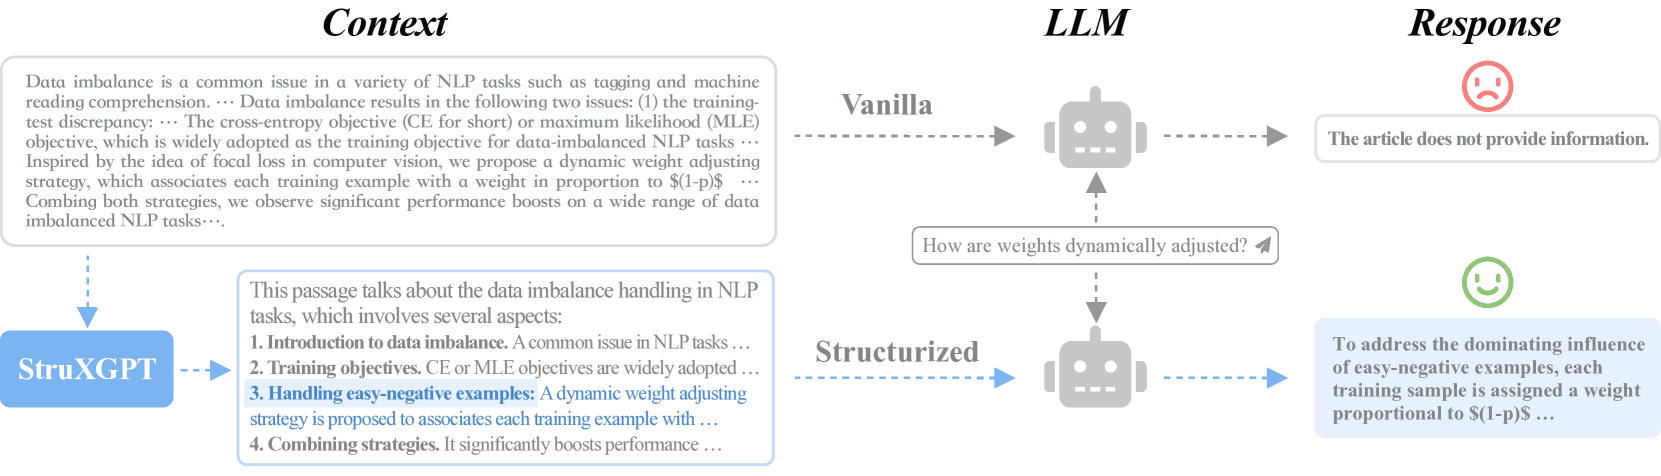 Context
LLM
Response
Data imbalance is a common issue in a variety of NLP tasks such as tagging and machine
reading comprehension. ··· Data imbalance results in the following two issues: (1) the training-
test discrepancy: ··· The cross-entropy objective (CE for short) or maximum likelihood (MLE)
objective, which is widely adopted as the training objective for data-imbalanced NLP tasks ···
Inspired by the idea of focal loss in computer vision, we propose a dynamic weight adjusting
strategy, which associates each training example with a weight in proportion to $(1-p)$ ···
Combing both strategies, we observe significant performance boosts on a wide range of data
imbalanced NLP tasks···.
Vanilla
The article does not provide information.
How are weights dynamically adjusted?
StruXGPT
This passage talks about the data imbalance handling in NLP
tasks, which involves several aspects:
1. Introduction to data imbalance. A common issue in NLP tasks ...
2. Training objectives. CE or MLE objectives are widely adopted ...
3. Handling easy-negative examples: A dynamic weight adjusting
strategy is proposed to associates each training example with ...
4. Combining strategies. It significantly boosts performance ...
Structurized
To address the dominating influence
of easy-negative examples, each
training sample is assigned a weight
proportional to $(1-p)$ ...